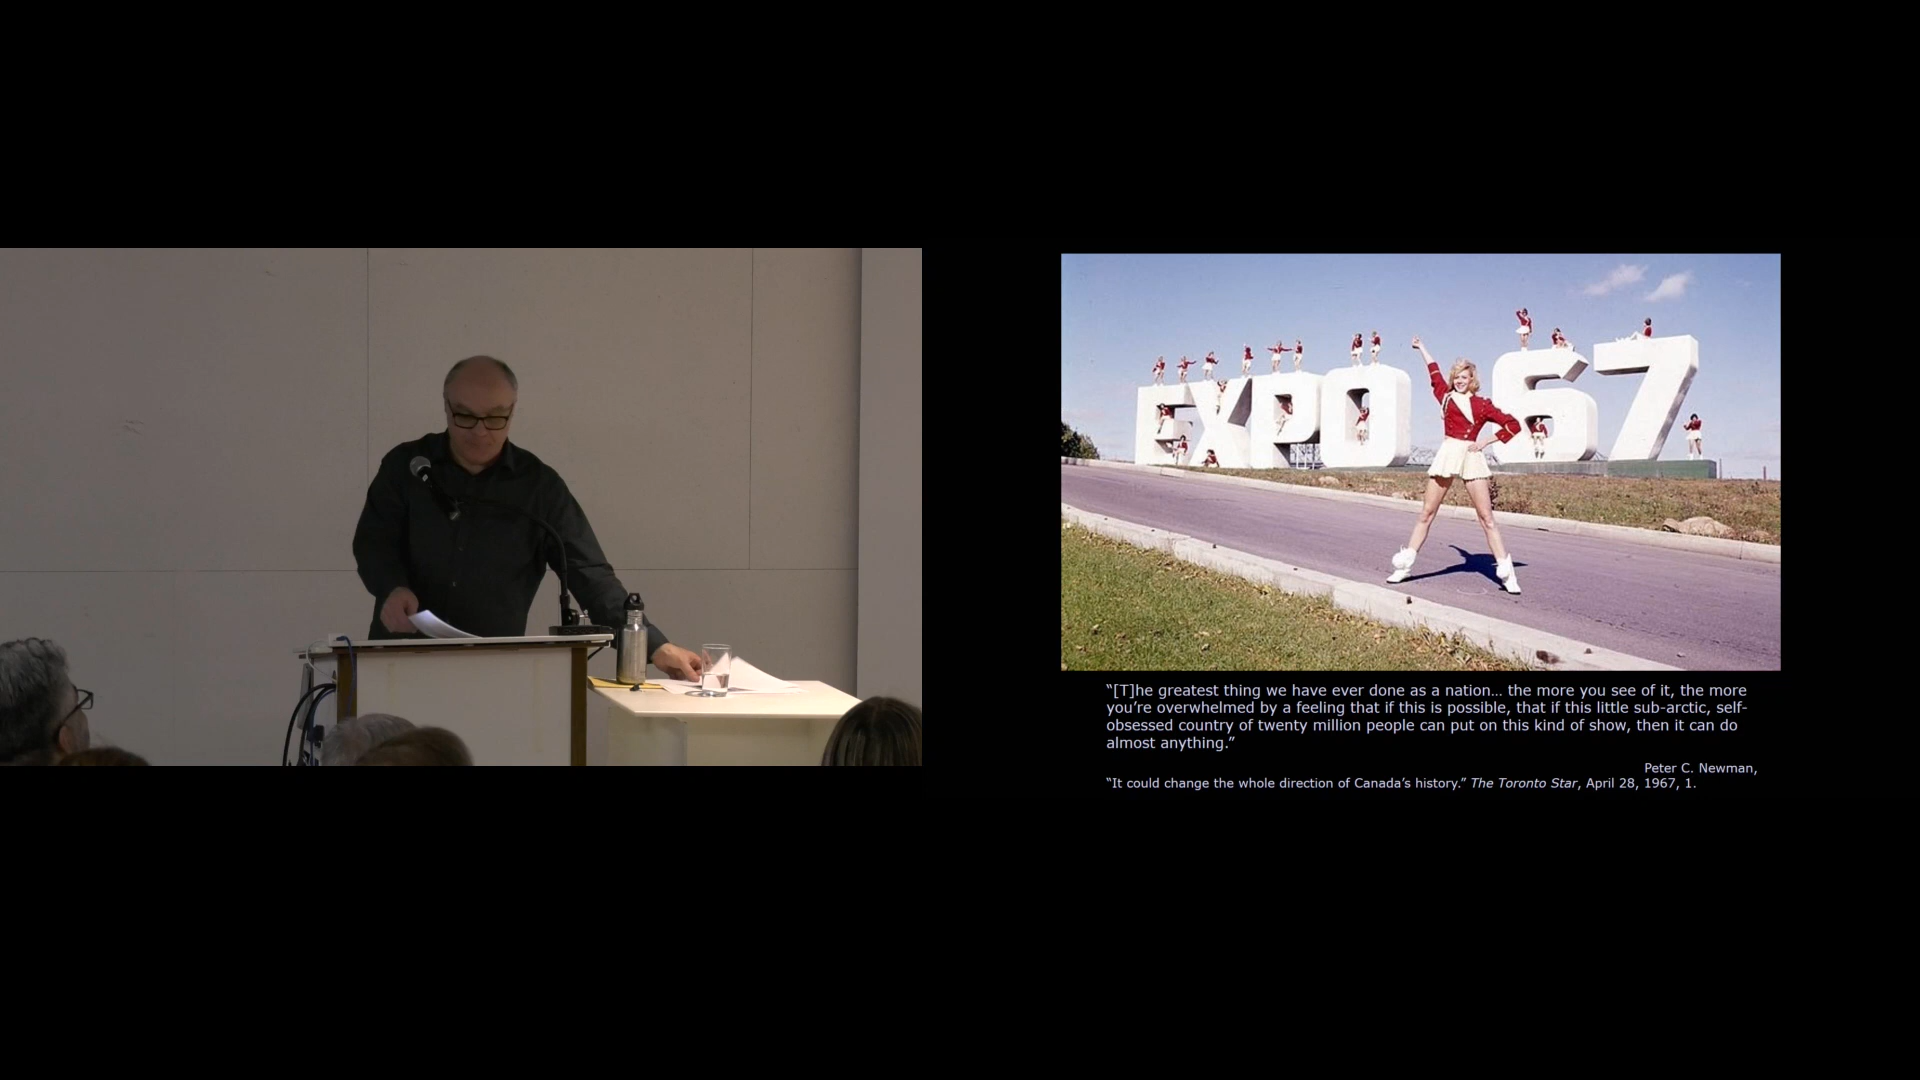 EXPO 67
“[T]he greatest thing we have ever done as a nation... the more you see of it, the more
you’re overwhelmed by a feeling that if this is possible, that if this little sub-arctic, self-
obsessed country of twenty million people can put on this kind of show, then it can do
almost anything.”
Peter C. Newman,
“It could change the whole direction of Canada’s history.” The Toronto Star, April 28, 1967, 1.